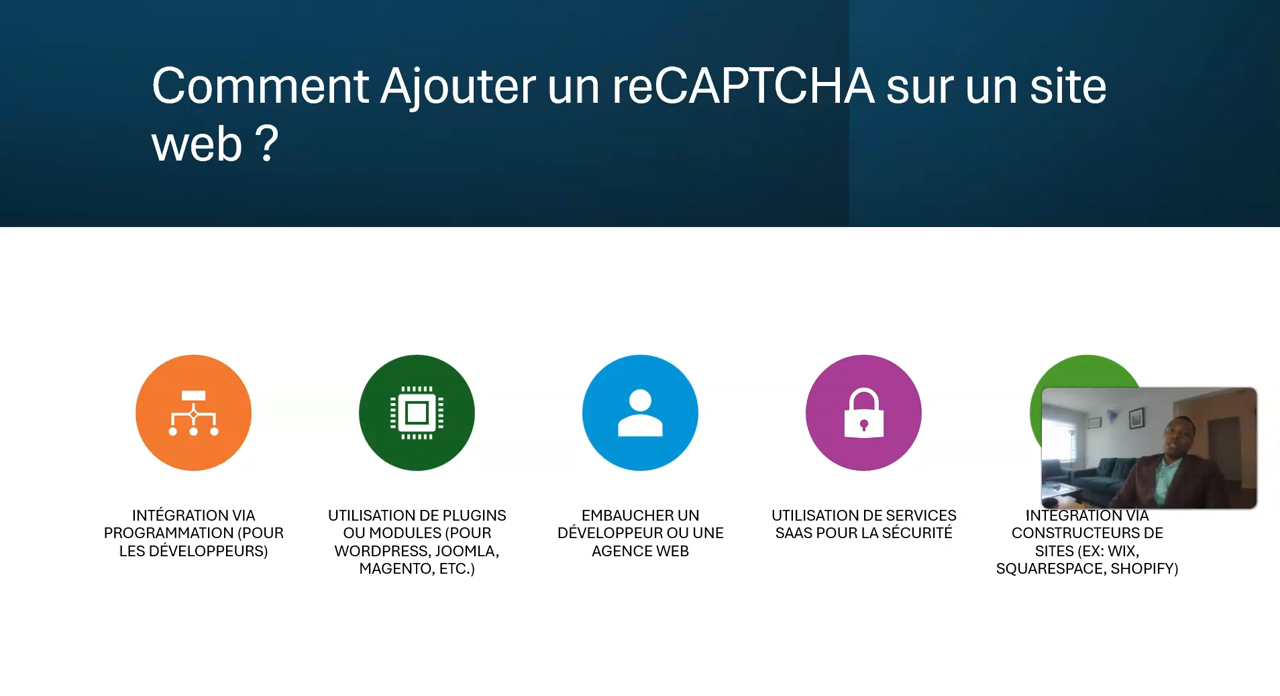 Comment Ajouter un reCAPTCHA sur un site
web ?
INTÉGRATION VIA
PROGRAMMATION (POUR
LES DÉVELOPPEURS)
UTILISATION DE PLUGINS
OU MODULES (POUR
WORDPRESS, JOOMLA,
MAGENTO, ETC.)
EMBAUCHER UN
DÉVELOPPEUR OU UNE
AGENCE WEB
UTILISATION DE SERVICES
SAAS POUR LA SÉCURITÉ
INTÉGRATION VIA
CONSTRUCTEURS DE
SITES (EX: WIX,
SQUARESPACE, SHOPIFY)